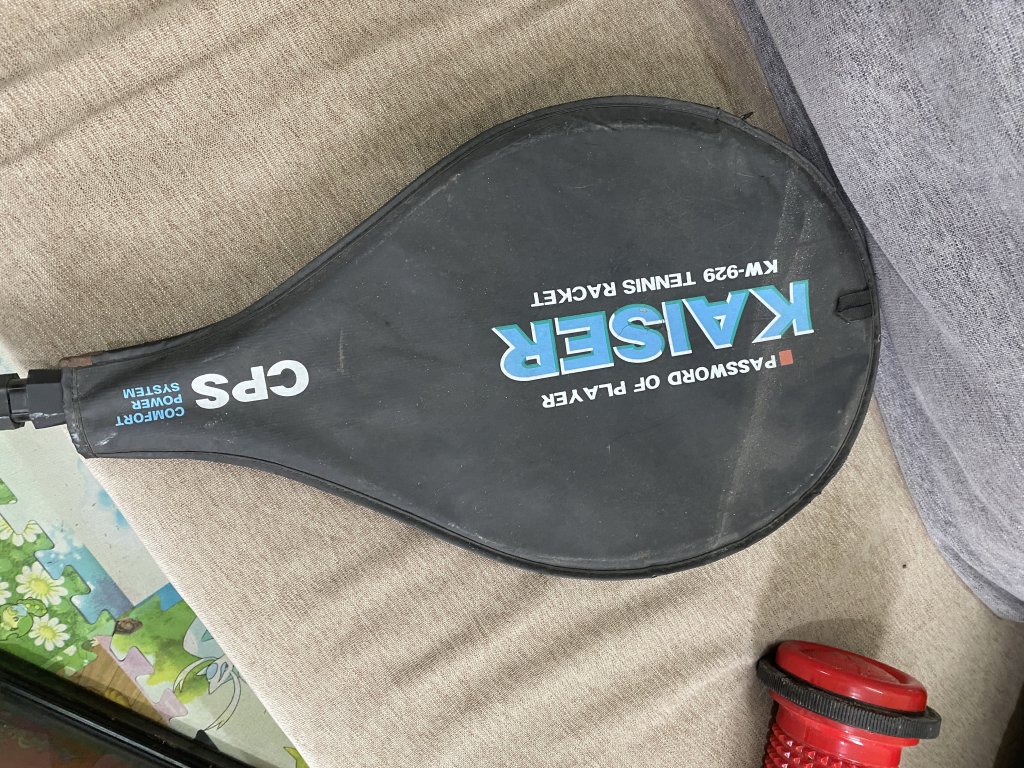 PASSWORD OF PLAYER
KAISER
KW-929 TENNIS RACKET
CPS
COMFORT
POWER
SYSTEM